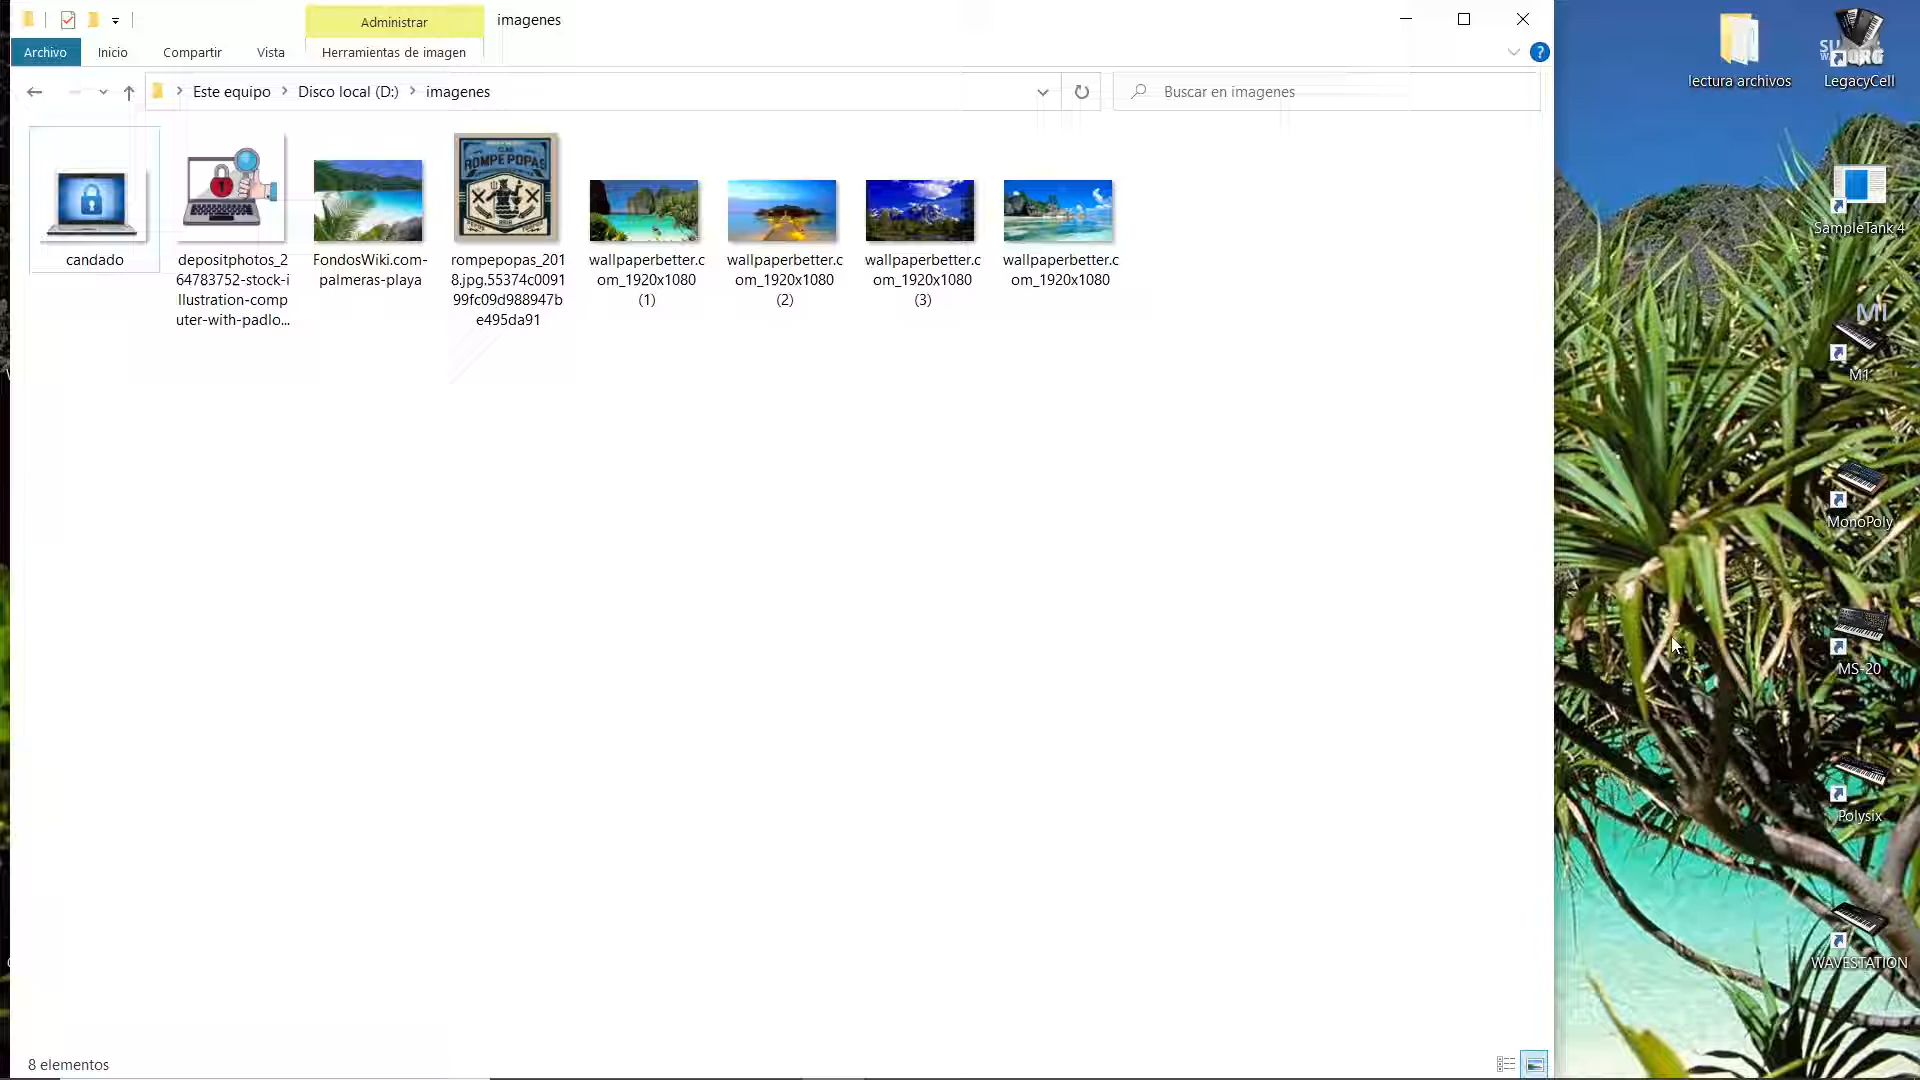 Administrar
imagenes
Archivo
Inicio
Compartir
Vista
Herramientas de imagen
Este equipo
Disco local (D:)
imagenes
Buscar en imagenes
candado
depositphotos_2
64783752-stock-i
llustration-comp
uter-with-padlo...
FondosWiki.com-
palmeras-playa
ROMPE POPAS
rompepopas_201
8.jpg.55374c0091
99fc09d988947b
e495da91
wallpaperbetter.c
om_1920x1080
(1)
wallpaperbetter.c
om_1920x1080
(2)
wallpaperbetter.c
om_1920x1080
(3)
wallpaperbetter.c
om_1920x1080
8 elementos
lectura archivos
LegacyCell
SampleTank 4
M1
M1
MonoPoly
MS-20
Polysix
WAVESTATION